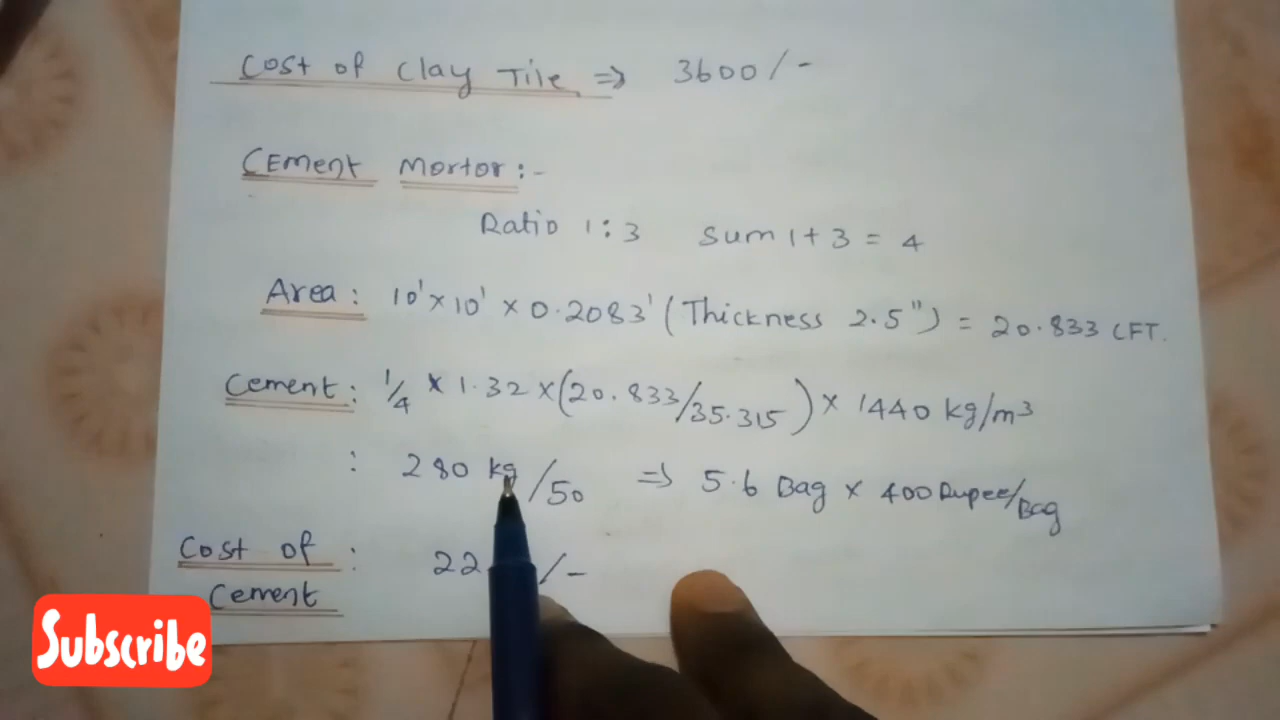 Cost of Clay Tile => 3600/-
Cement Mortor:-
Ratio 1:3 Sum 1+3 = 4
Area: 10'×10'×0.2083' (Thickness 2.5") = 20.833 CFT.
Cement: 1/4 × 1.32 × (20.833/35.315) × 1440 kg/m3
: 280 kg/50 => 5.6 Bag × 400 Rupee/Bag
Cost of Cement : 22 /-
Subscribe